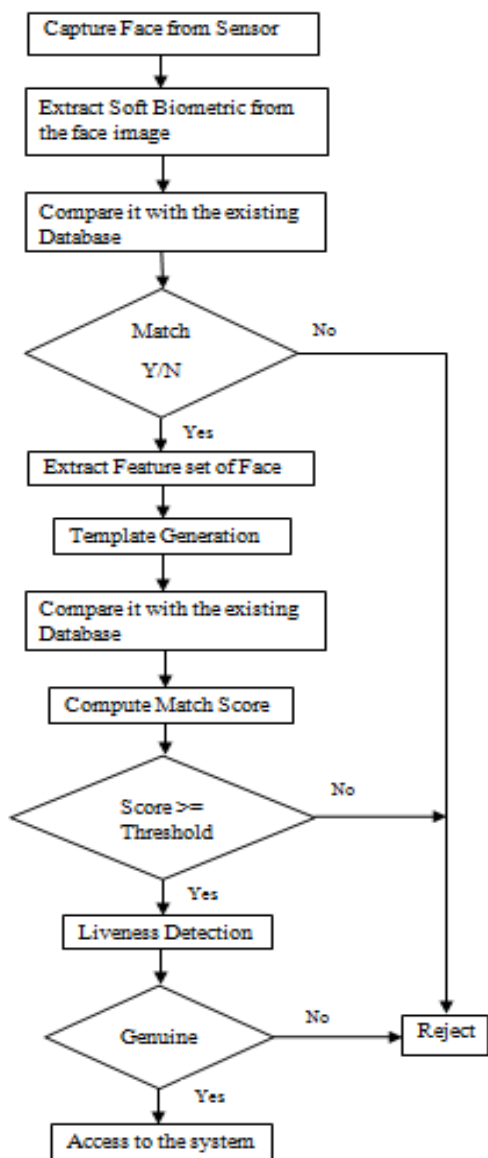 Capture Face from Sensor
Extract Soft Biometric from
the face image
Compare it with the existing
Database
Match
Y/N
No
Yes
Extract Feature set of Face
Template Generation
Compare it with the existing
Database
Compute Match Score
Score >=
Threshold
No
Yes
Liveness Detection
Genuine
No
Reject
Yes
Access to the system